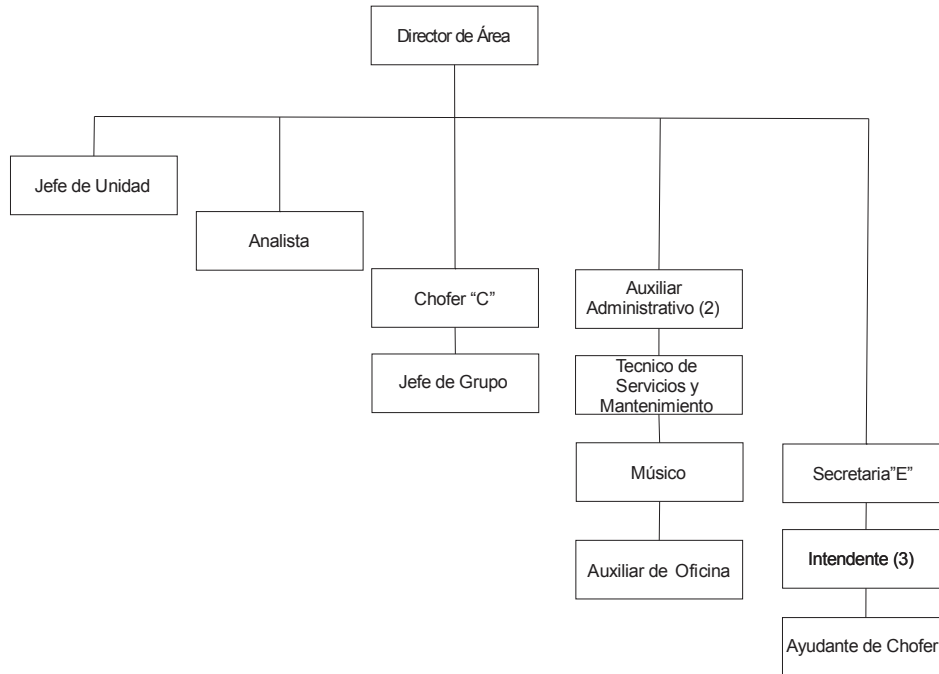 Director de Área
Jefe de Unidad
Analista
Chofer “C”
Jefe de Grupo
Auxiliar
Administrativo (2)
Tecnico de
Servicios y
Mantenimiento
Músico
Auxiliar de Oficina
Secretaria”E”
Intendente (3)
Ayudante de Chofer